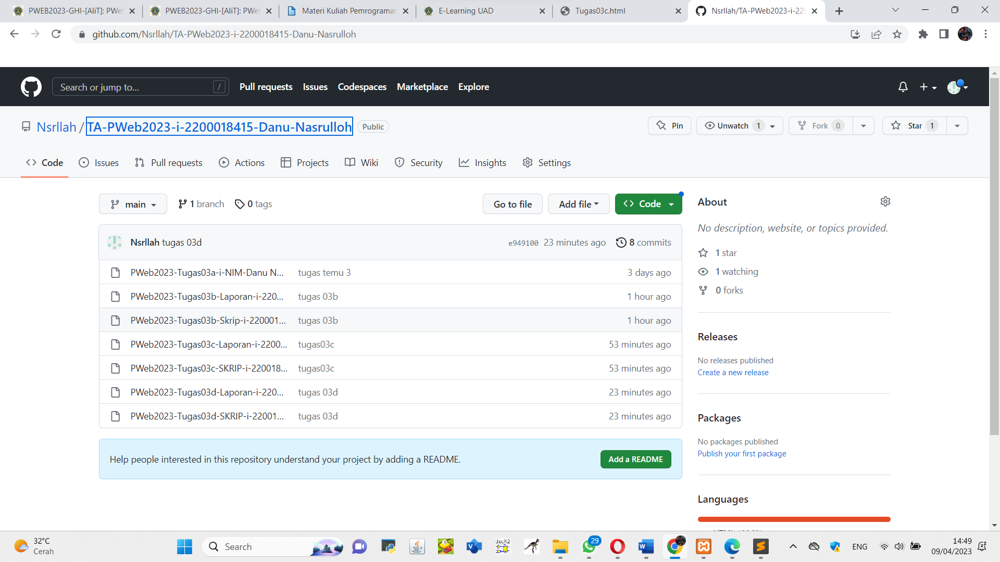 PWEB2023-GHI-[AliT]: PWeb
PWEB2023-GHI-[AliT]: PWeb
Materi Kuliah Pemrograman
E-Learning UAD
Tugas03c.html
Nsrllah/TA-PWeb2023-i-220
github.com/Nsrllah/TA-PWeb2023-i-2200018415-Danu-Nasrulloh
Search or jump to...
/
Pull requests
Issues
Codespaces
Marketplace
Explore
Nsrllah / TA-PWeb2023-i-2200018415-Danu-Nasrulloh
Public
Pin
Unwatch 1
Fork 0
Star 1
Code
Issues
Pull requests
Actions
Projects
Wiki
Security
Insights
Settings
main
1 branch
0 tags
Go to file
Add file
Code
Nsrllah tugas 03d
e949100 23 minutes ago
8 commits
PWeb2023-Tugas03a-i-NIM-Danu N... tugas temu 3 3 days ago
PWeb2023-Tugas03b-Laporan-i-220... tugas 03b 1 hour ago
PWeb2023-Tugas03b-Skrip-i-220001... tugas 03b 1 hour ago
PWeb2023-Tugas03c-Laporan-i-2200... tugas03c 53 minutes ago
PWeb2023-Tugas03c-SKRIP-i-220018... tugas03c 53 minutes ago
PWeb2023-Tugas03d-Laporan-i-220... tugas 03d 23 minutes ago
PWeb2023-Tugas03d-SKRIP-i-22001... tugas 03d 23 minutes ago
Help people interested in this repository understand your project by adding a README.
Add a README
About
No description, website, or topics provided.
1 star
1 watching
0 forks
Releases
No releases published
Create a new release
Packages
No packages published
Publish your first package
Languages
32°C
Cerah
Search
dsch2
29
ENG
14:49
09/04/2023